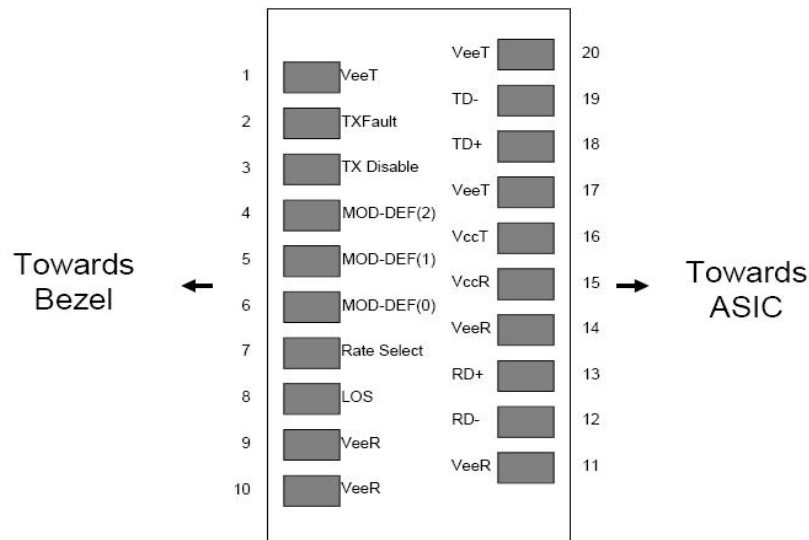 VeeT 20
1 VeeT
TD- 19
2 TXFault
TD+ 18
3 TX Disable
VeeT 17
4 MOD-DEF(2)
VccT 16
5 MOD-DEF(1)
Towards
Bezel
VccR 15
Towards
ASIC
6 MOD-DEF(0)
VeeR 14
7 Rate Select
RD+ 13
8 LOS
RD- 12
9 VeeR
VeeR 11
10 VeeR